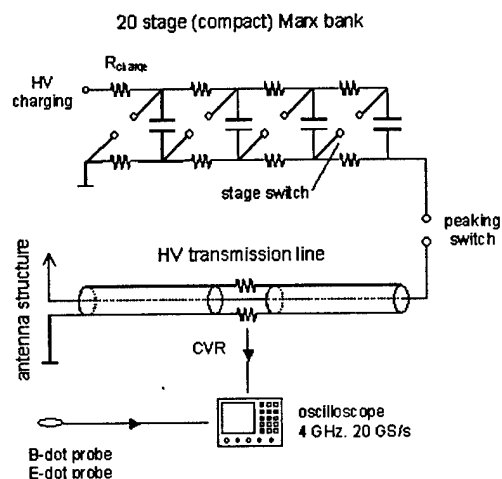 20 stage (compact) Marx bank
Rcharge
HV
charging
stage switch
peaking
switch
HV transmission line
antenna structure
CVR
oscilloscope
4 GHz. 20 GS/s
B-dot probe
E-dot probe